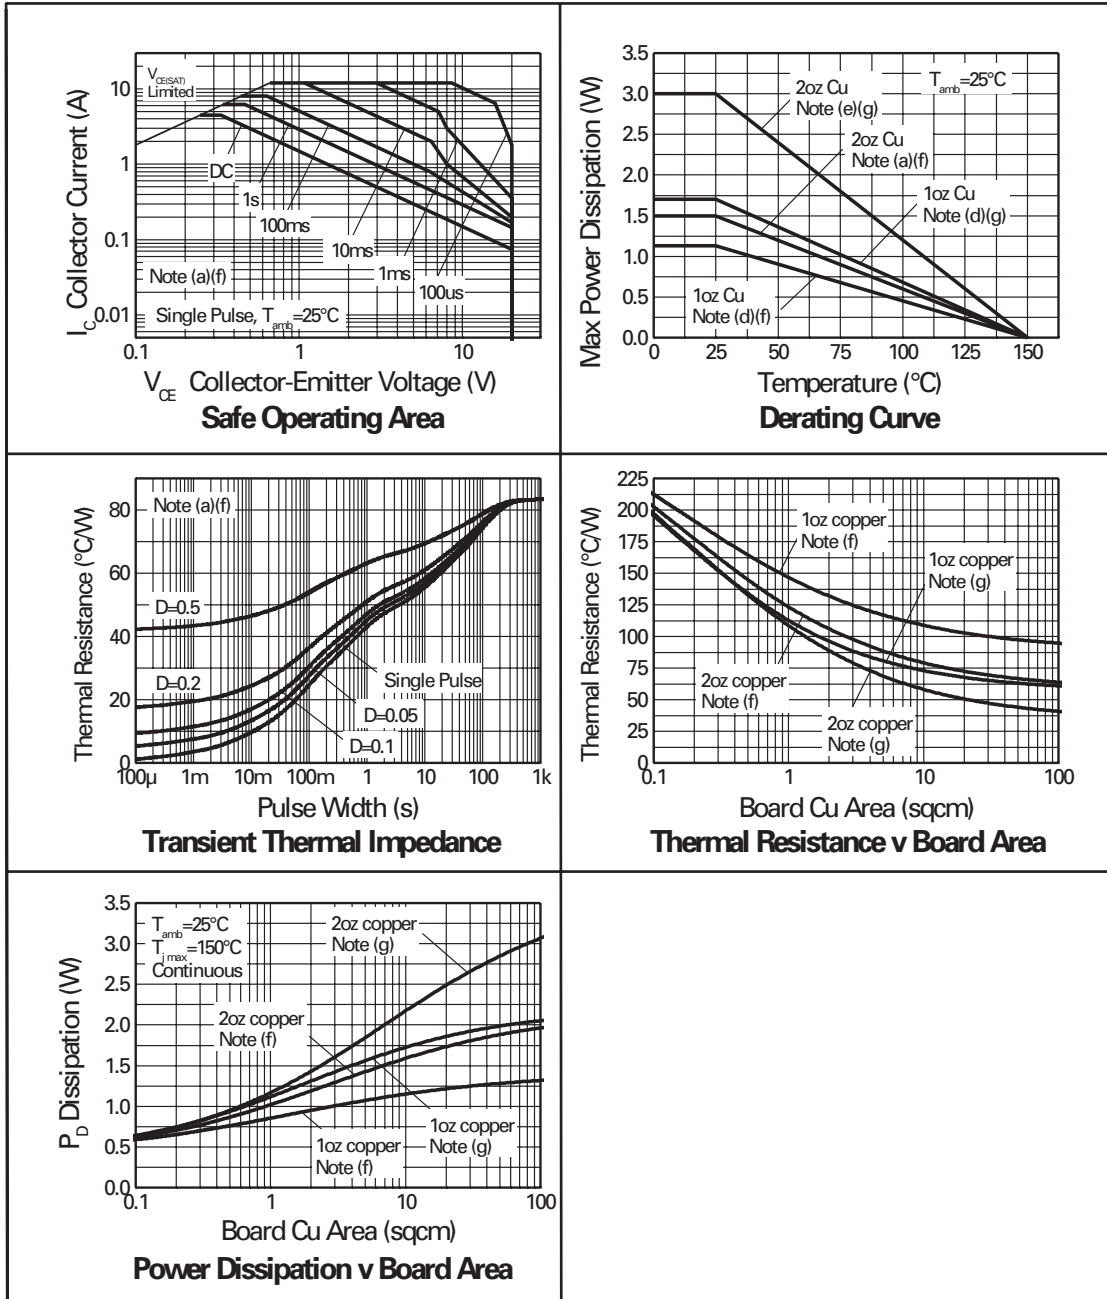 V CE(SAT)
Limited
10
1
0.1
0.01
DC
1s
100ms
10ms
1ms
100us
Note (a)(f)
Single Pulse, Tamb=25°C
0.1 1 10
IC Collector Current (A)
VCE Collector-Emitter Voltage (V)
Safe Operating Area
3.5
3.0
2.5
2.0
1.5
1.0
0.5
0.0
Tamb=25°C
2oz Cu
Note (e)(g)
2oz Cu
Note (a)(f)
1oz Cu
Note (d)(g)
1oz Cu
Note (d)(f)
0 25 50 75 100 125 150
Max Power Dissipation (W)
Temperature (°C)
Derating Curve
80
60
40
20
0
Note (a)(f)
D=0.5
D=0.2
Single Pulse
D=0.05
D=0.1
100µ 1m 10m 100m 1 10 100 1k
Thermal Resistance (°C/W)
Pulse Width (s)
Transient Thermal Impedance
225
200
175
150
125
100
75
50
25
0
1oz copper
Note (f)
1oz copper
Note (g)
2oz copper
Note (f)
2oz copper
Note (g)
0.1 1 10 100
Thermal Resistance (°C/W)
Board Cu Area (sqcm)
Thermal Resistance v Board Area
3.5
3.0
2.5
2.0
1.5
1.0
0.5
0.0
Tamb=25°C
Tj max=150°C
Continuous
2oz copper
Note (g)
2oz copper
Note (f)
1oz copper
Note (g)
1oz copper
Note (f)
0.1 1 10 100
PD Dissipation (W)
Board Cu Area (sqcm)
Power Dissipation v Board Area